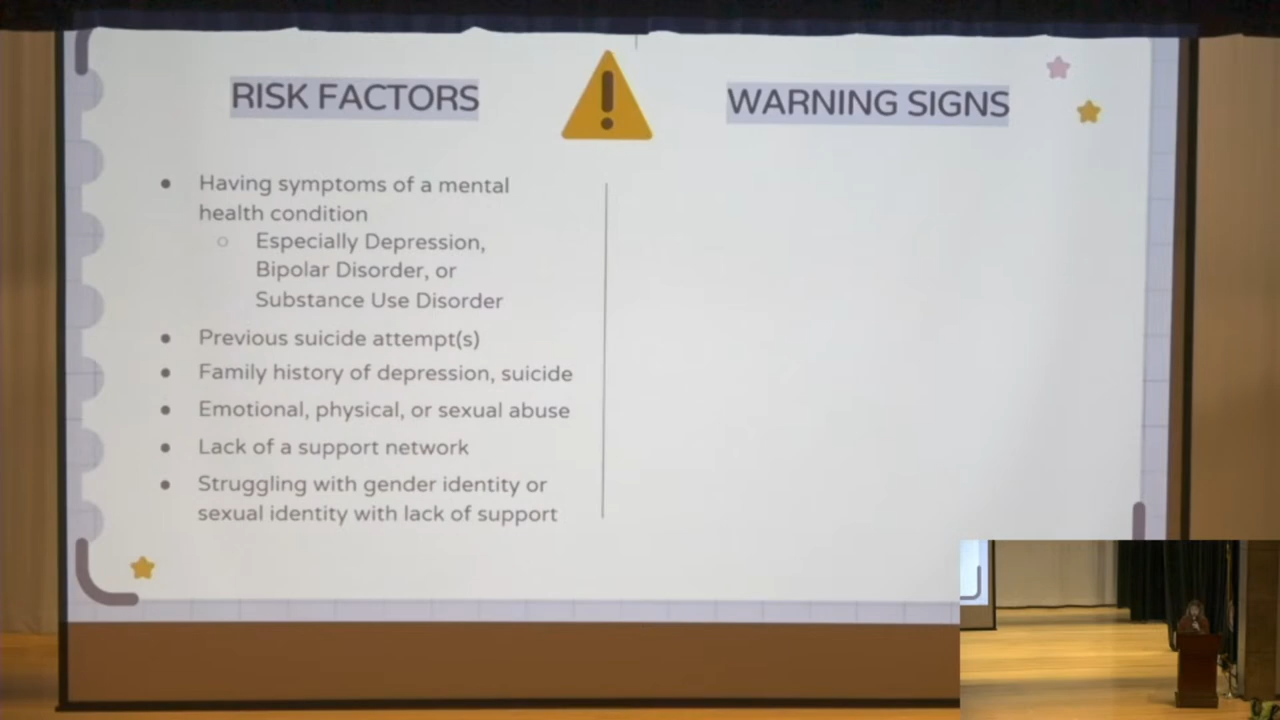 RISK FACTORS
WARNING SIGNS
Having symptoms of a mental
health condition
Especially Depression,
Bipolar Disorder, or
Substance Use Disorder
Previous suicide attempt(s)
Family history of depression, suicide
Emotional, physical, or sexual abuse
Lack of a support network
Struggling with gender identity or
sexual identity with lack of support